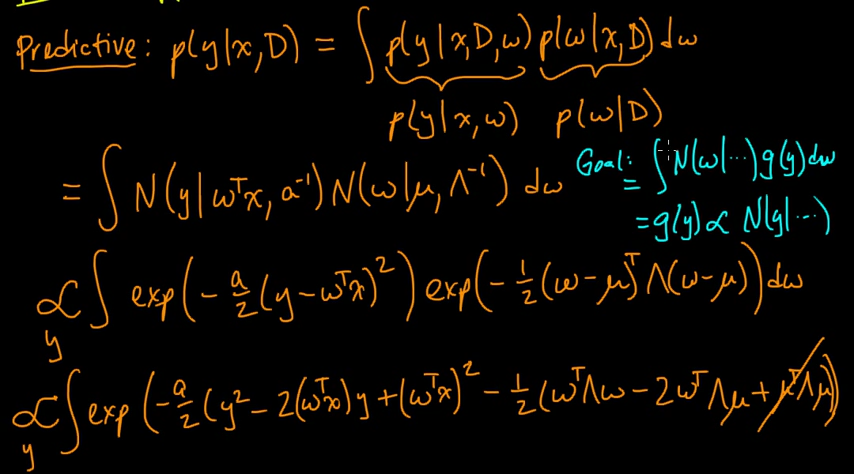 Predictive: p(y|x,D) = ∫ p(y|x,D,ω) p(ω|x,D) dω
p(y|x,ω) p(ω|D)
= ∫ N(y|ωᵀx, a⁻¹) N(ω|μ, Λ⁻¹) dω
Goal: = ∫ N(ω|⋯) g(y) dω
= g(y) ∝ N(y|⋯)
∝ ∫ exp(-a/2 (y-ωᵀx)²) exp(-1/2 (ω-μ)ᵀ Λ(ω-μ)) dω
y
∝ ∫ exp(-a/2 (y² - 2(ωᵀx)y + (ωᵀx)² - 1/2 (ωᵀΛω - 2ωᵀΛμ + μᵀΛμ))
y